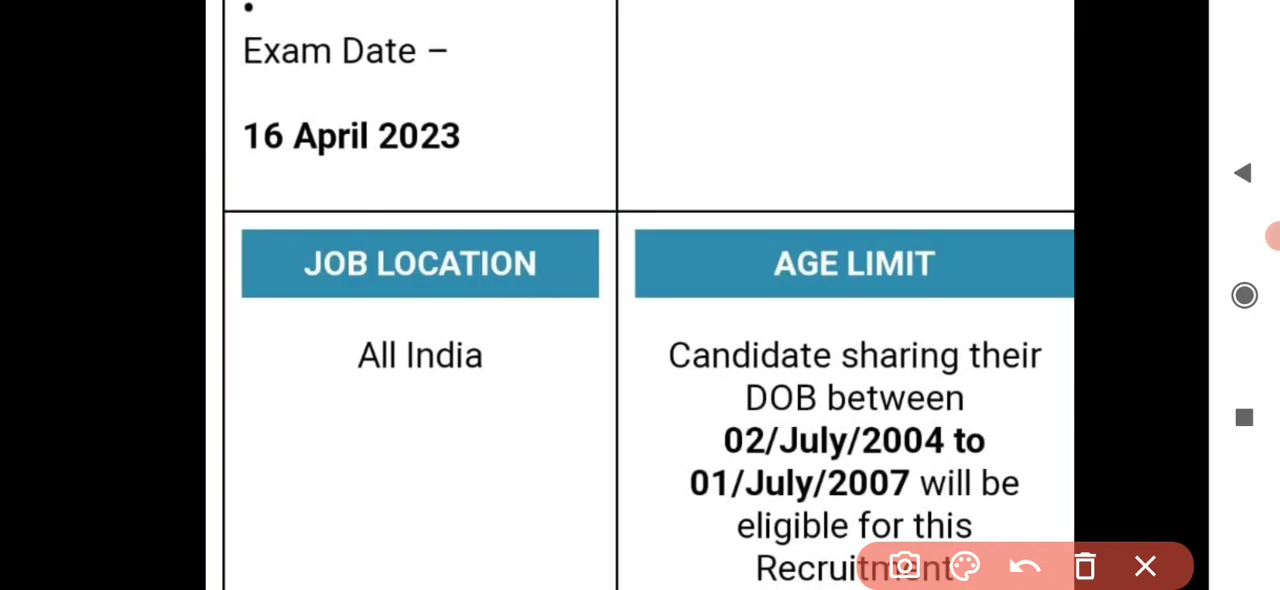 Exam Date –
16 April 2023
JOB LOCATION
AGE LIMIT
All India
Candidate sharing their
DOB between
02/July/2004 to
01/July/2007 will be
eligible for this
Recruitment